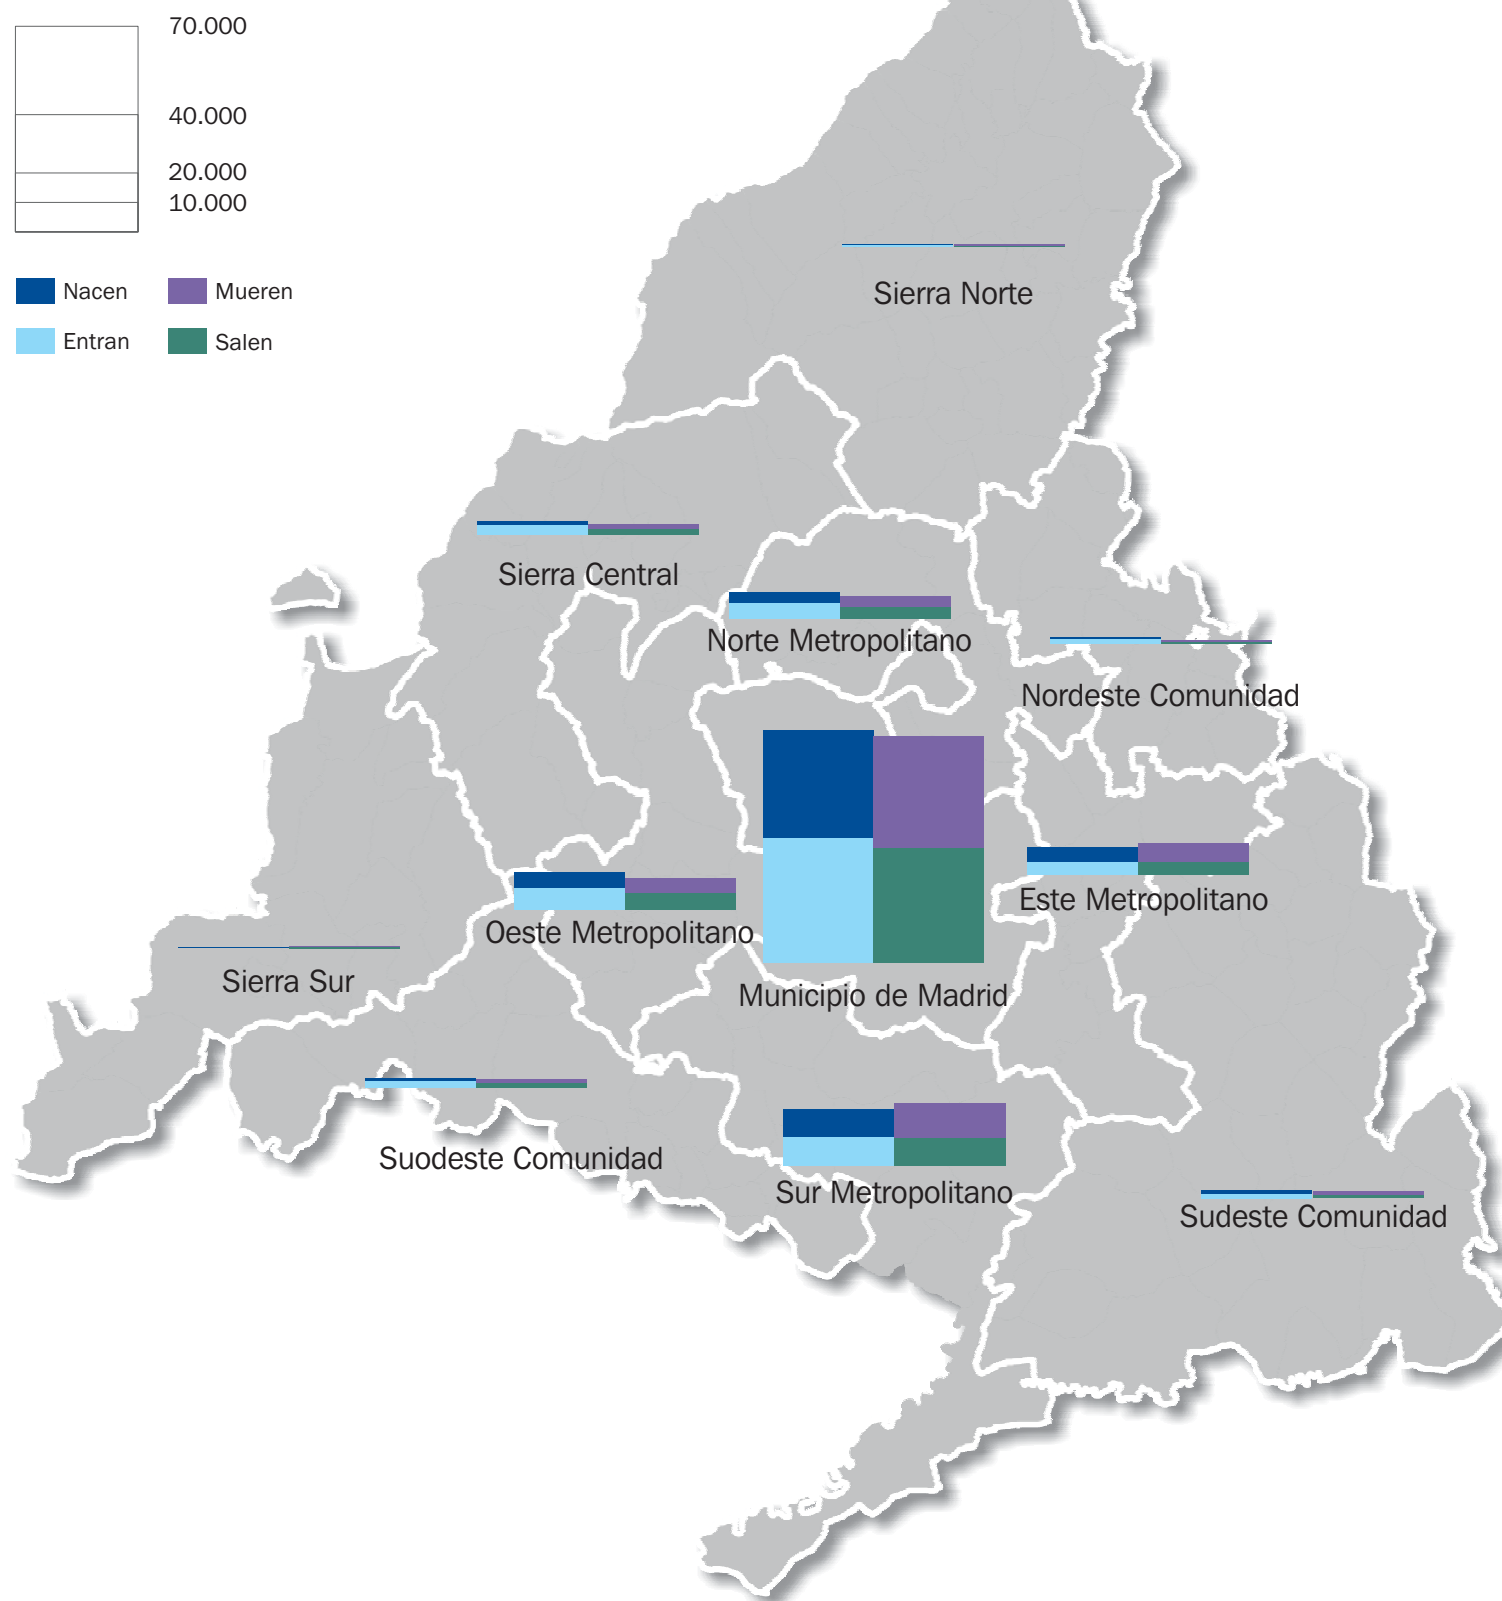 70.000
40.000
20.000
10.000
Nacen
Mueren
Entran
Salen
Sierra Norte
Sierra Central
Norte Metropolitano
Nordeste Comunidad
Este Metropolitano
Oeste Metropolitano
Sierra Sur
Municipio de Madrid
Suodeste Comunidad
Sur Metropolitano
Sudeste Comunidad